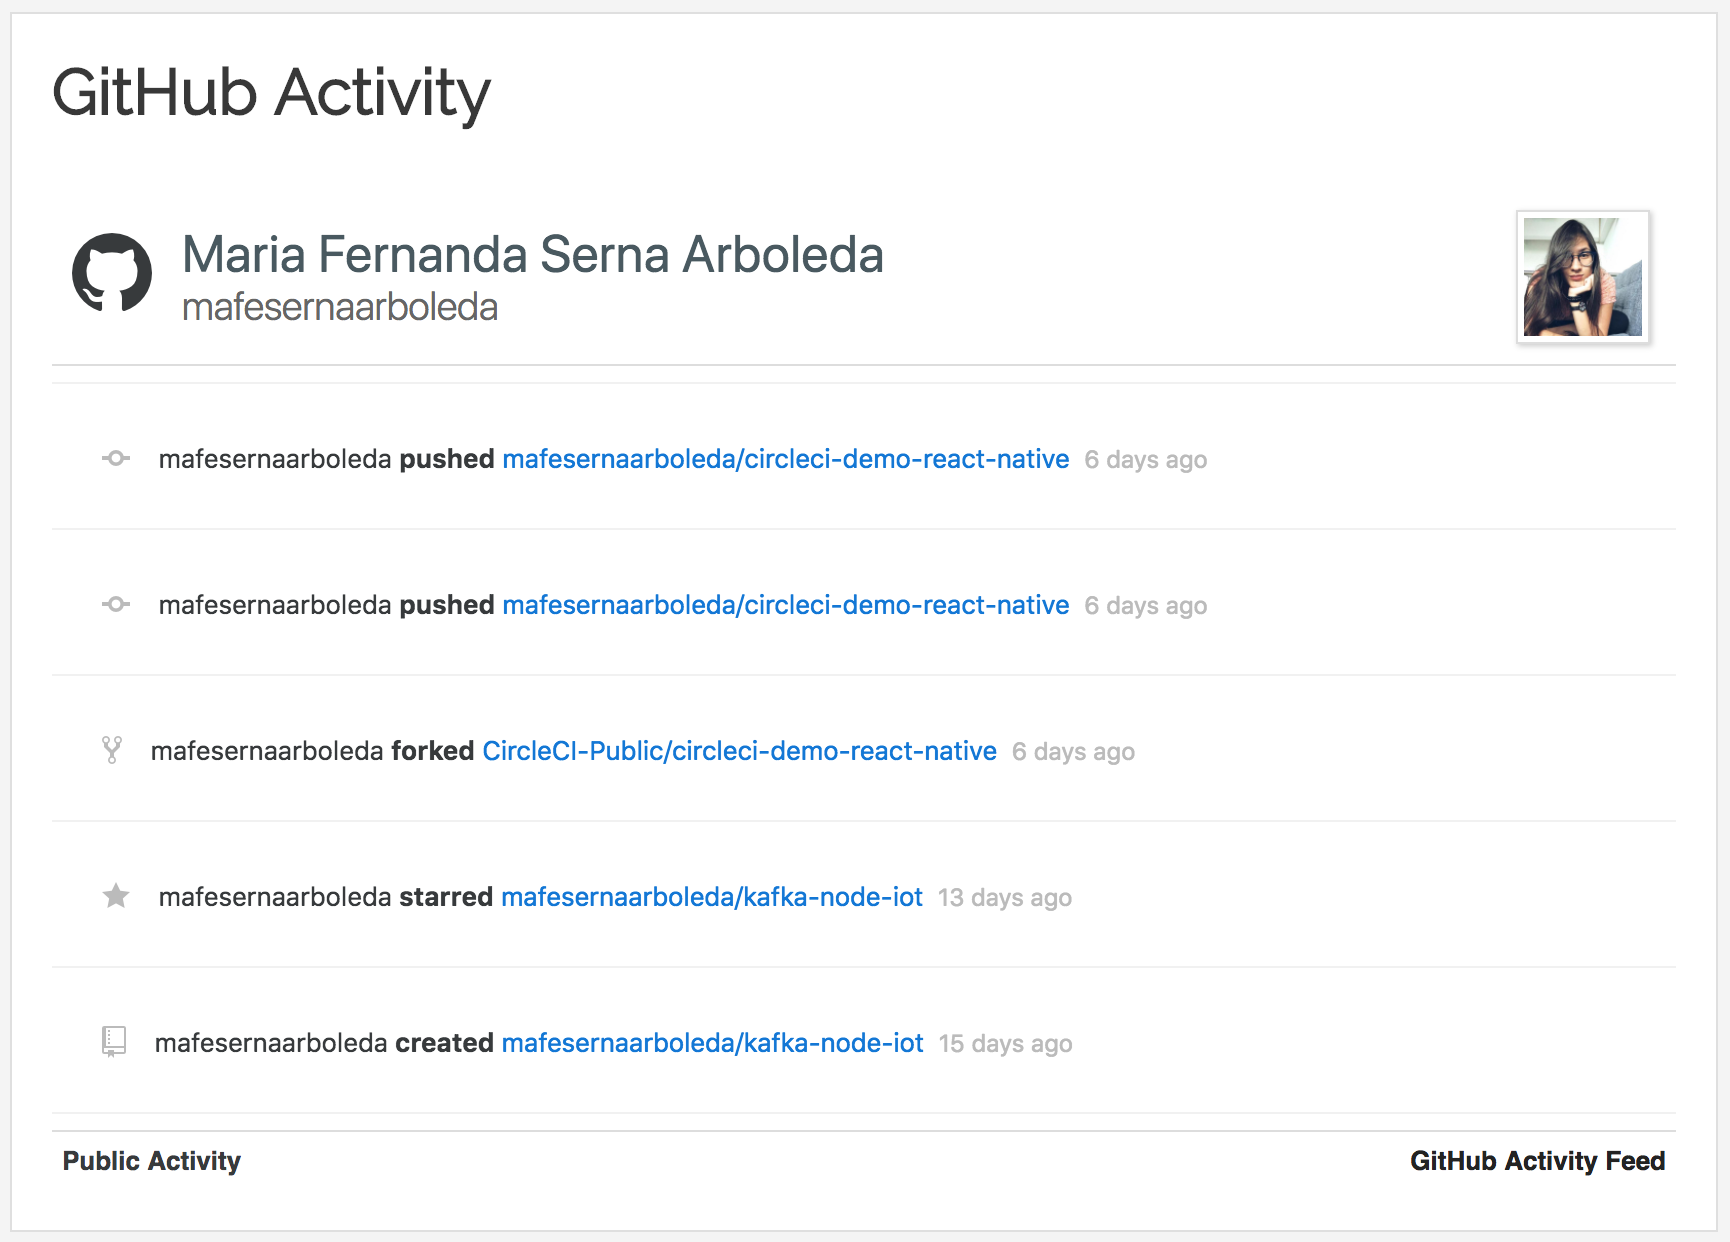 GitHub Activity
Maria Fernanda Serna Arboleda
mafesernaarboleda
mafesernaarboleda pushed mafesernaarboleda/circleci-demo-react-native 6 days ago
mafesernaarboleda pushed mafesernaarboleda/circleci-demo-react-native 6 days ago
mafesernaarboleda forked CircleCI-Public/circleci-demo-react-native 6 days ago
mafesernaarboleda starred mafesernaarboleda/kafka-node-iot 13 days ago
mafesernaarboleda created mafesernaarboleda/kafka-node-iot 15 days ago
Public Activity
GitHub Activity Feed